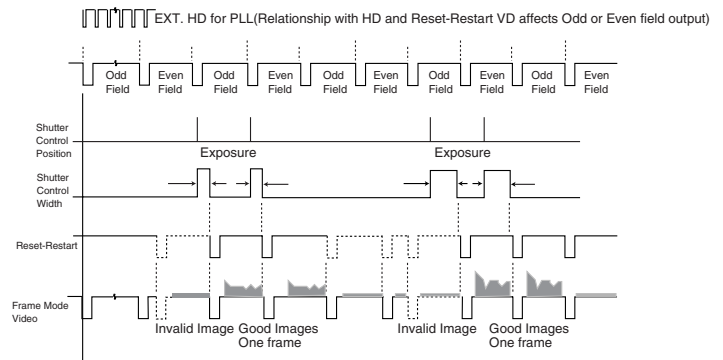 EXT. HD for PLL(Relationship with HD and Reset-Restart VD affects Odd or Even field output)
Odd Field
Even Field
Odd Field
Even Field
Odd Field
Even Field
Odd Field
Even Field
Odd Field
Even Field
Shutter Control Position
Exposure
Exposure
Shutter Control Width
Reset-Restart
Frame Mode Video
Invalid Image
Good Images One frame
Invalid Image
Good Images One frame